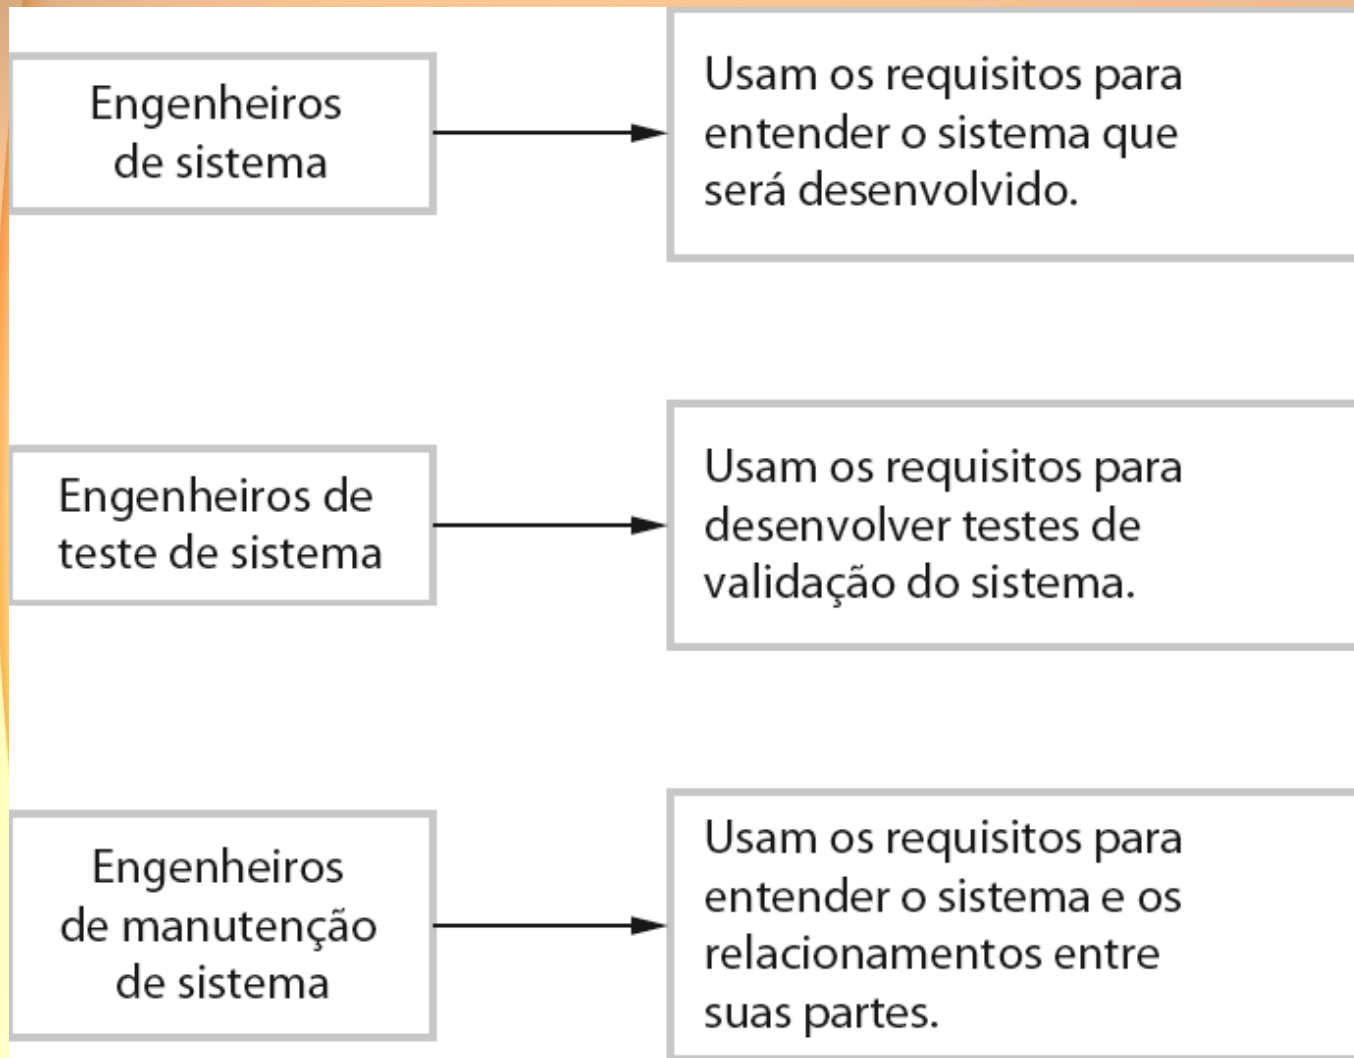 Engenheiros
de sistema
Usam os requisitos para
entender o sistema que
será desenvolvido.
Engenheiros de
teste de sistema
Usam os requisitos para
desenvolver testes de
validação do sistema.
Engenheiros
de manutenção
de sistema
Usam os requisitos para
entender o sistema e os
relacionamentos entre
suas partes.